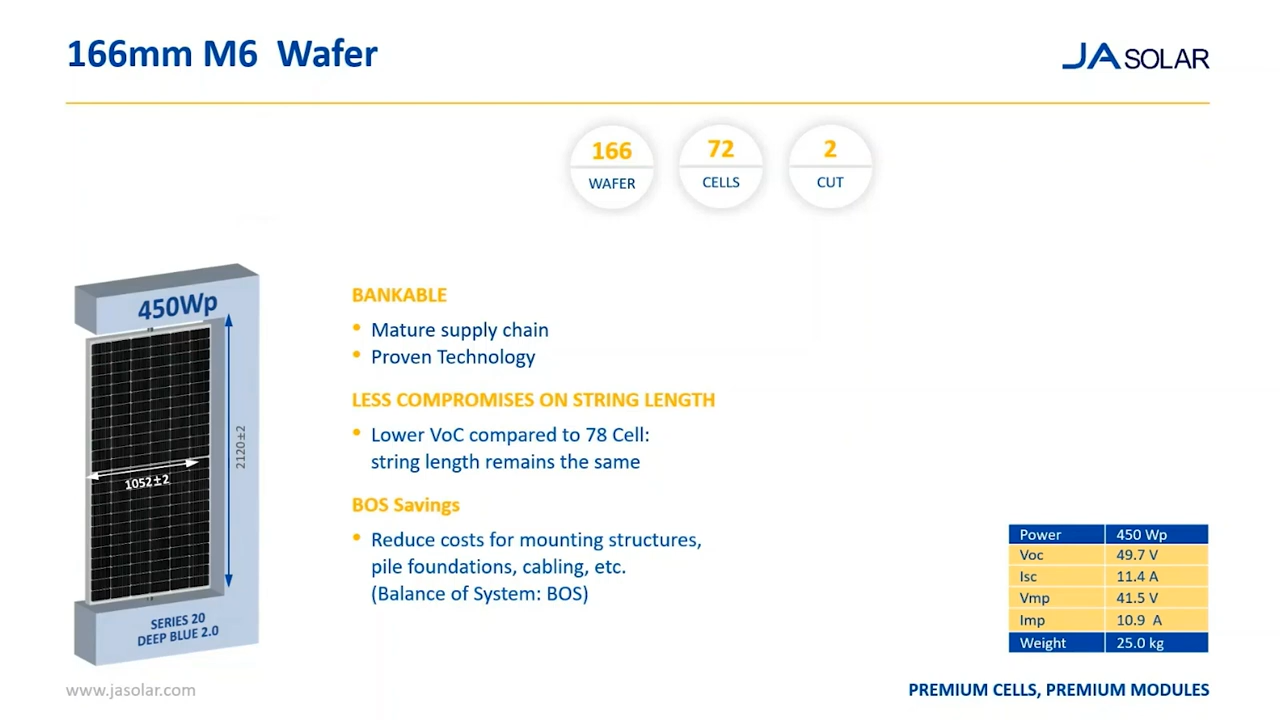 166mm M6 Wafer
JA SOLAR
166
WAFER
72
CELLS
2
CUT
450Wp
2120±2
1052±2
SERIES 20
DEEP BLUE 2.0
BANKABLE
• Mature supply chain
• Proven Technology
LESS COMPROMISES ON STRING LENGTH
• Lower VoC compared to 78 Cell:
string length remains the same
BOS Savings
• Reduce costs for mounting structures,
pile foundations, cabling, etc.
(Balance of System: BOS)
Power 450 Wp
Voc 49.7 V
Isc 11.4 A
Vmp 41.5 V
Imp 10.9 A
Weight 25.0 kg
www.jasolar.com
PREMIUM CELLS, PREMIUM MODULES